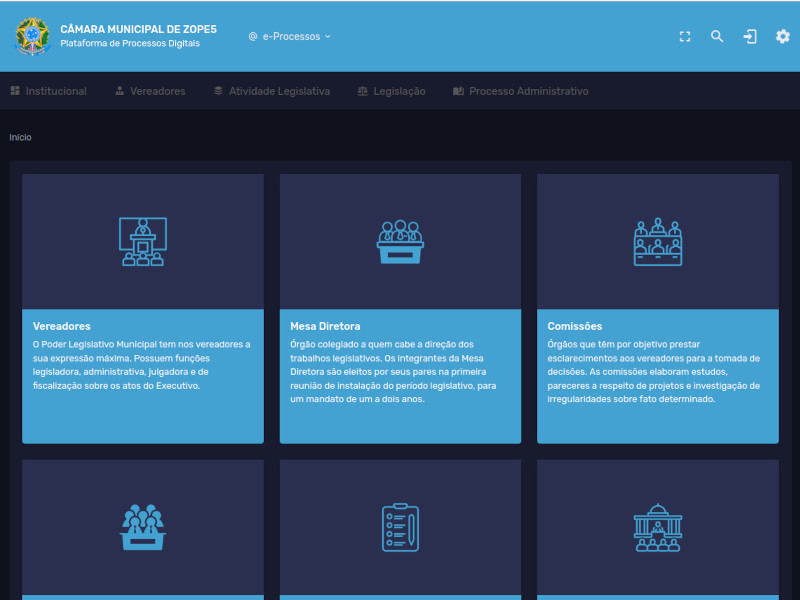 CÂMARA MUNICIPAL DE ZOPE5
Plataforma de Processos Digitais
@ e-Processos
Institucional
Vereadores
Atividade Legislativa
Legislação
Processo Administrativo
Início
Vereadores
O Poder Legislativo Municipal tem nos vereadores a
sua expressão máxima. Possuem funções
legisladora, administrativa, julgadora e de
fiscalização sobre os atos do Executivo.
Mesa Diretora
Órgão colegiado a quem cabe a direção dos
trabalhos legislativos. Os integrantes da Mesa
Diretora são eleitos por seus pares na primeira
reunião de instalação do período legislativo, para
um mandato de um a dois anos.
Comissões
Órgãos que têm por objetivo prestar
esclarecimentos aos vereadores para a tomada de
decisões. As comissões elaboram estudos,
pareceres a respeito de projetos e investigação de
irregularidades sobre fato determinado.